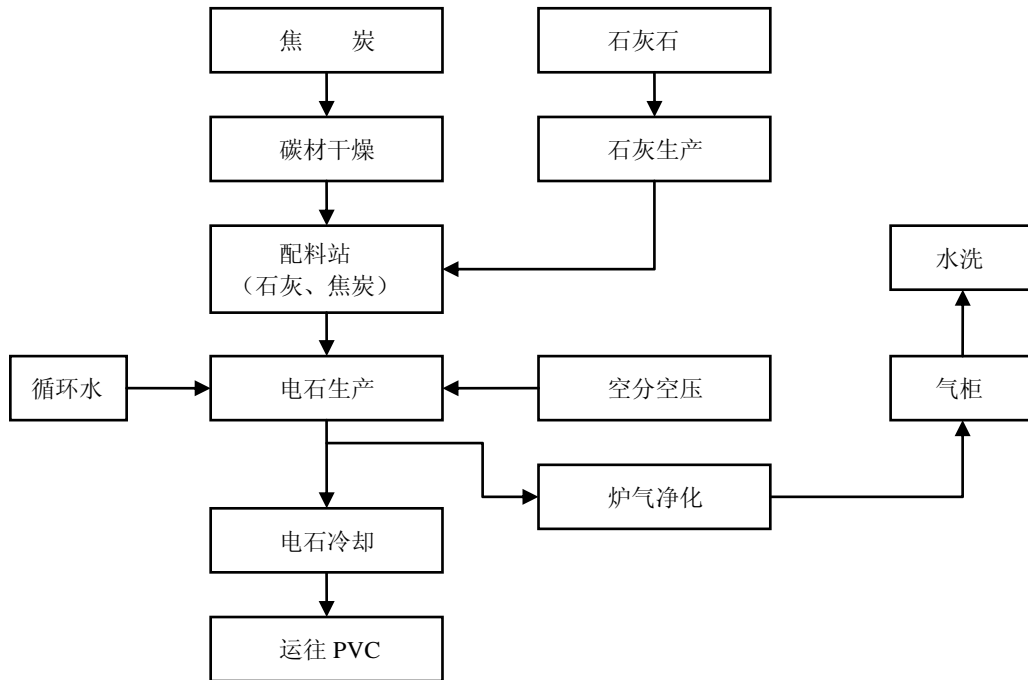 焦 炭
石灰石
碳材干燥
石灰生产
配料站
（石灰、焦炭）
水洗
循环水
电石生产
空分空压
气柜
炉气净化
电石冷却
运往 PVC